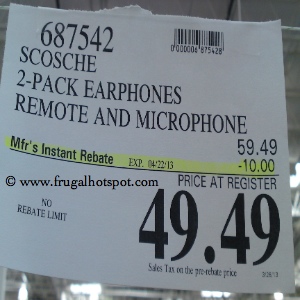 687542
0000006875428
SCOSCHE
2-PACK EARPHONES
REMOTE AND MICROPHONE
59.49
Mfr's Instant Rebate EXP. 04/22/13 -10.00
PRICE AT REGISTER
© www.frugalhotspot.com
NO
REBATE LIMIT
49.49
Sales Tax on the pre-rebate price